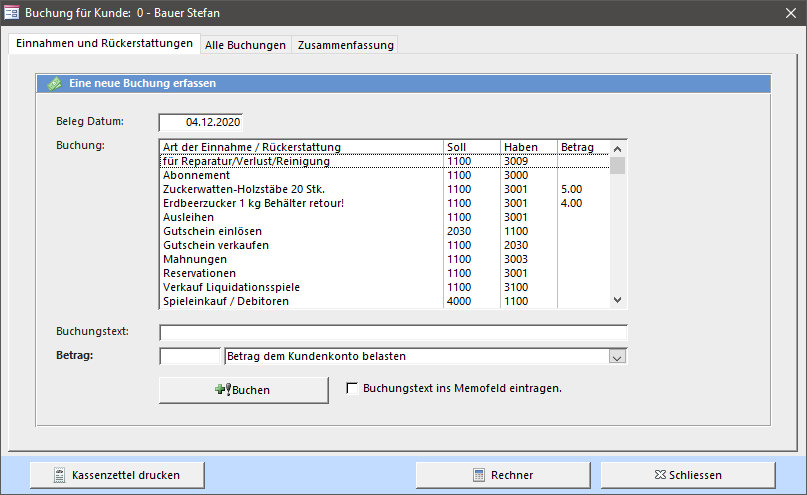 Buchung für Kunde: 0 - Bauer Stefan
Einnahmen und Rückerstattungen Alle Buchungen Zusammenfassung
Eine neue Buchung erfassen
Beleg Datum: 04.12.2020
Buchung: Art der Einnahme / Rückerstattung Soll Haben Betrag
für Reparatur/Verlust/Reinigung 1100 3009
Abonnement 1100 3000
Zuckerwatten-Holzstäbe 20 Stk. 1100 3001 5.00
Erdbeerzucker 1 kg Behälter retour! 1100 3001 4.00
Ausleihen 1100 3001
Gutschein einlösen 2030 1100
Gutschein verkaufen 1100 2030
Mahnungen 1100 3003
Reservationen 1100 3001
Verkauf Liquidationsspiele 1100 3100
Spieleinkauf / Debitoren 4000 1100
Buchungstext:
Betrag: Betrag dem Kundenkonto belasten
Buchen Buchungstext ins Memofeld eintragen.
Kassenzettel drucken Rechner Schliessen